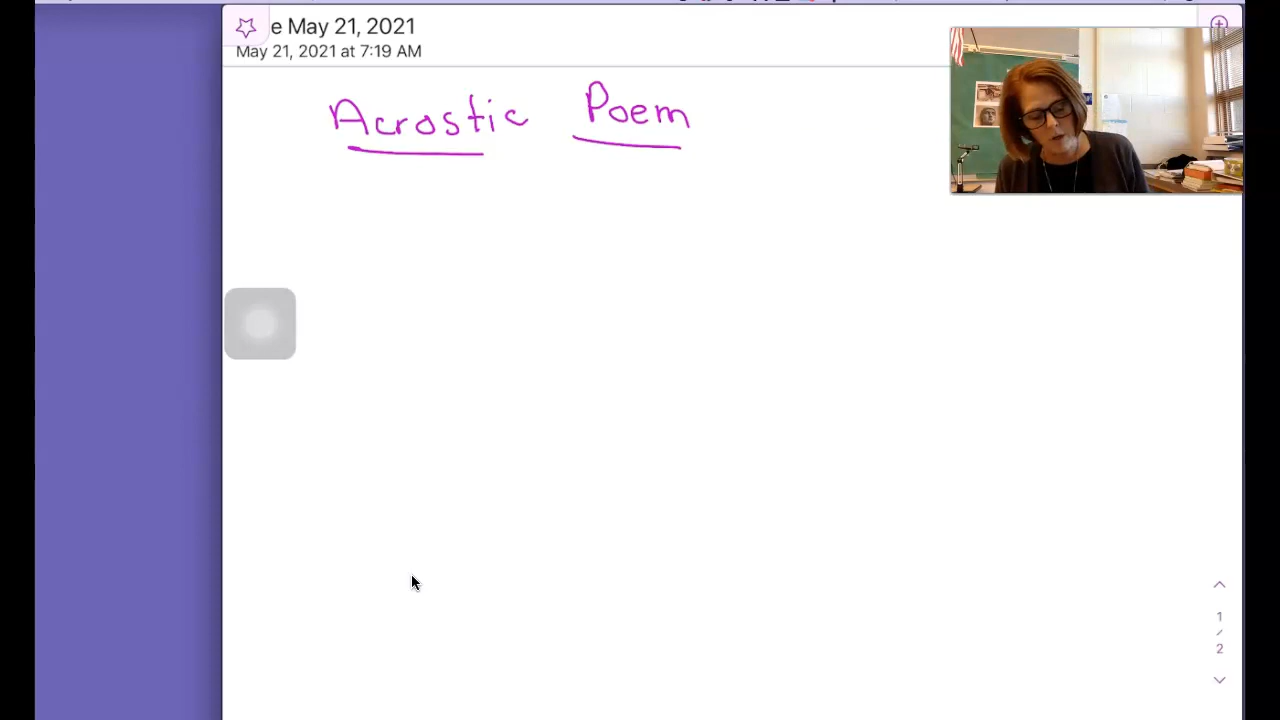 e May 21, 2021
May 21, 2021 at 7:19 AM
Acrostic Poem
1
/
2